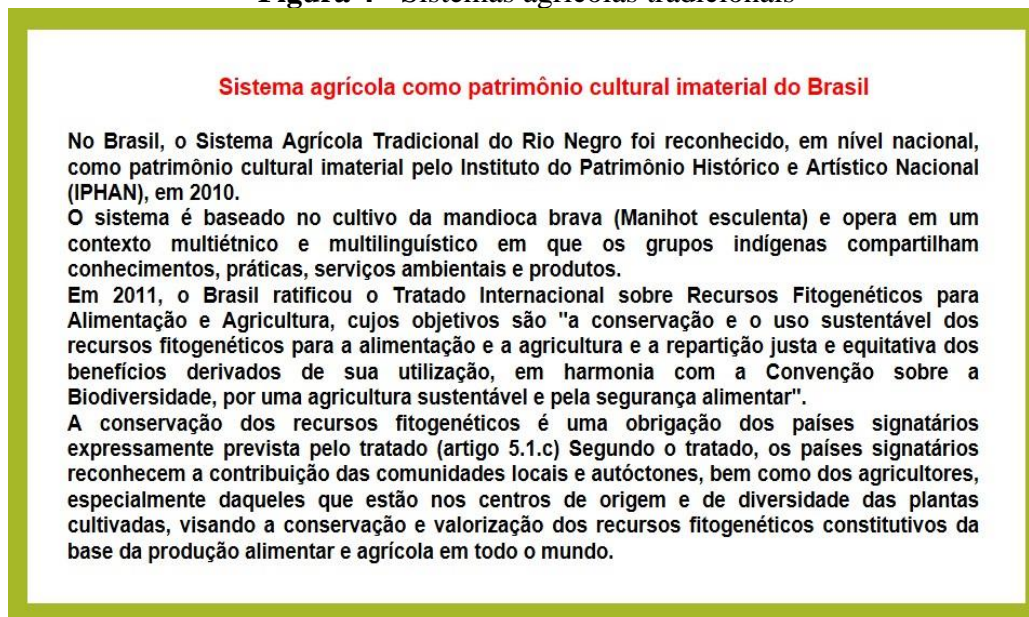 Figura 4 - Sistemas agrícolas tradicionais
Sistema agrícola como patrimônio cultural imaterial do Brasil
No Brasil, o Sistema Agrícola Tradicional do Rio Negro foi reconhecido, em nível nacional,
como patrimônio cultural imaterial pelo Instituto do Patrimônio Histórico e Artístico Nacional
(IPHAN), em 2010.
O sistema é baseado no cultivo da mandioca brava (Manihot esculenta) e opera em um
contexto multiétnico e multilinguístico em que os grupos indígenas compartilham
conhecimentos, práticas, serviços ambientais e produtos.
Em 2011, o Brasil ratificou o Tratado Internacional sobre Recursos Fitogenéticos para
Alimentação e Agricultura, cujos objetivos são "a conservação e o uso sustentável dos
recursos fitogenéticos para a alimentação e a agricultura e a repartição justa e equitativa dos
benefícios derivados de sua utilização, em harmonia com a Convenção sobre a
Biodiversidade, por uma agricultura sustentável e pela segurança alimentar".
A conservação dos recursos fitogenéticos é uma obrigação dos países signatários
expressamente prevista pelo tratado (artigo 5.1.c) Segundo o tratado, os países signatários
reconhecem a contribuição das comunidades locais e autóctones, bem como dos agricultores,
especialmente daqueles que estão nos centros de origem e de diversidade das plantas
cultivadas, visando a conservação e valorização dos recursos fitogenéticos constitutivos da
base da produção alimentar e agrícola em todo o mundo.